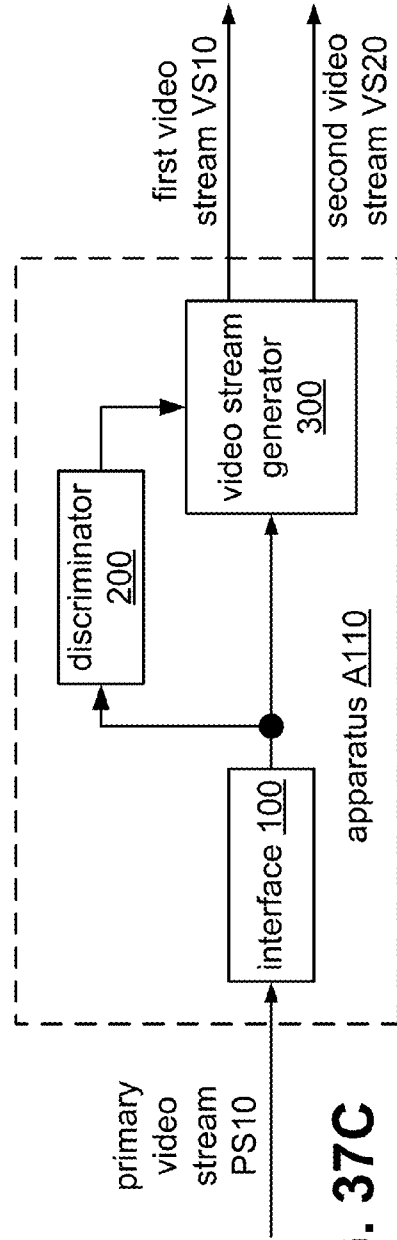 primary
video
stream
PS10
interface 100
discriminator
200
video stream
generator
300
apparatus A110
first video
stream VS10
second video
stream VS20
. 37C